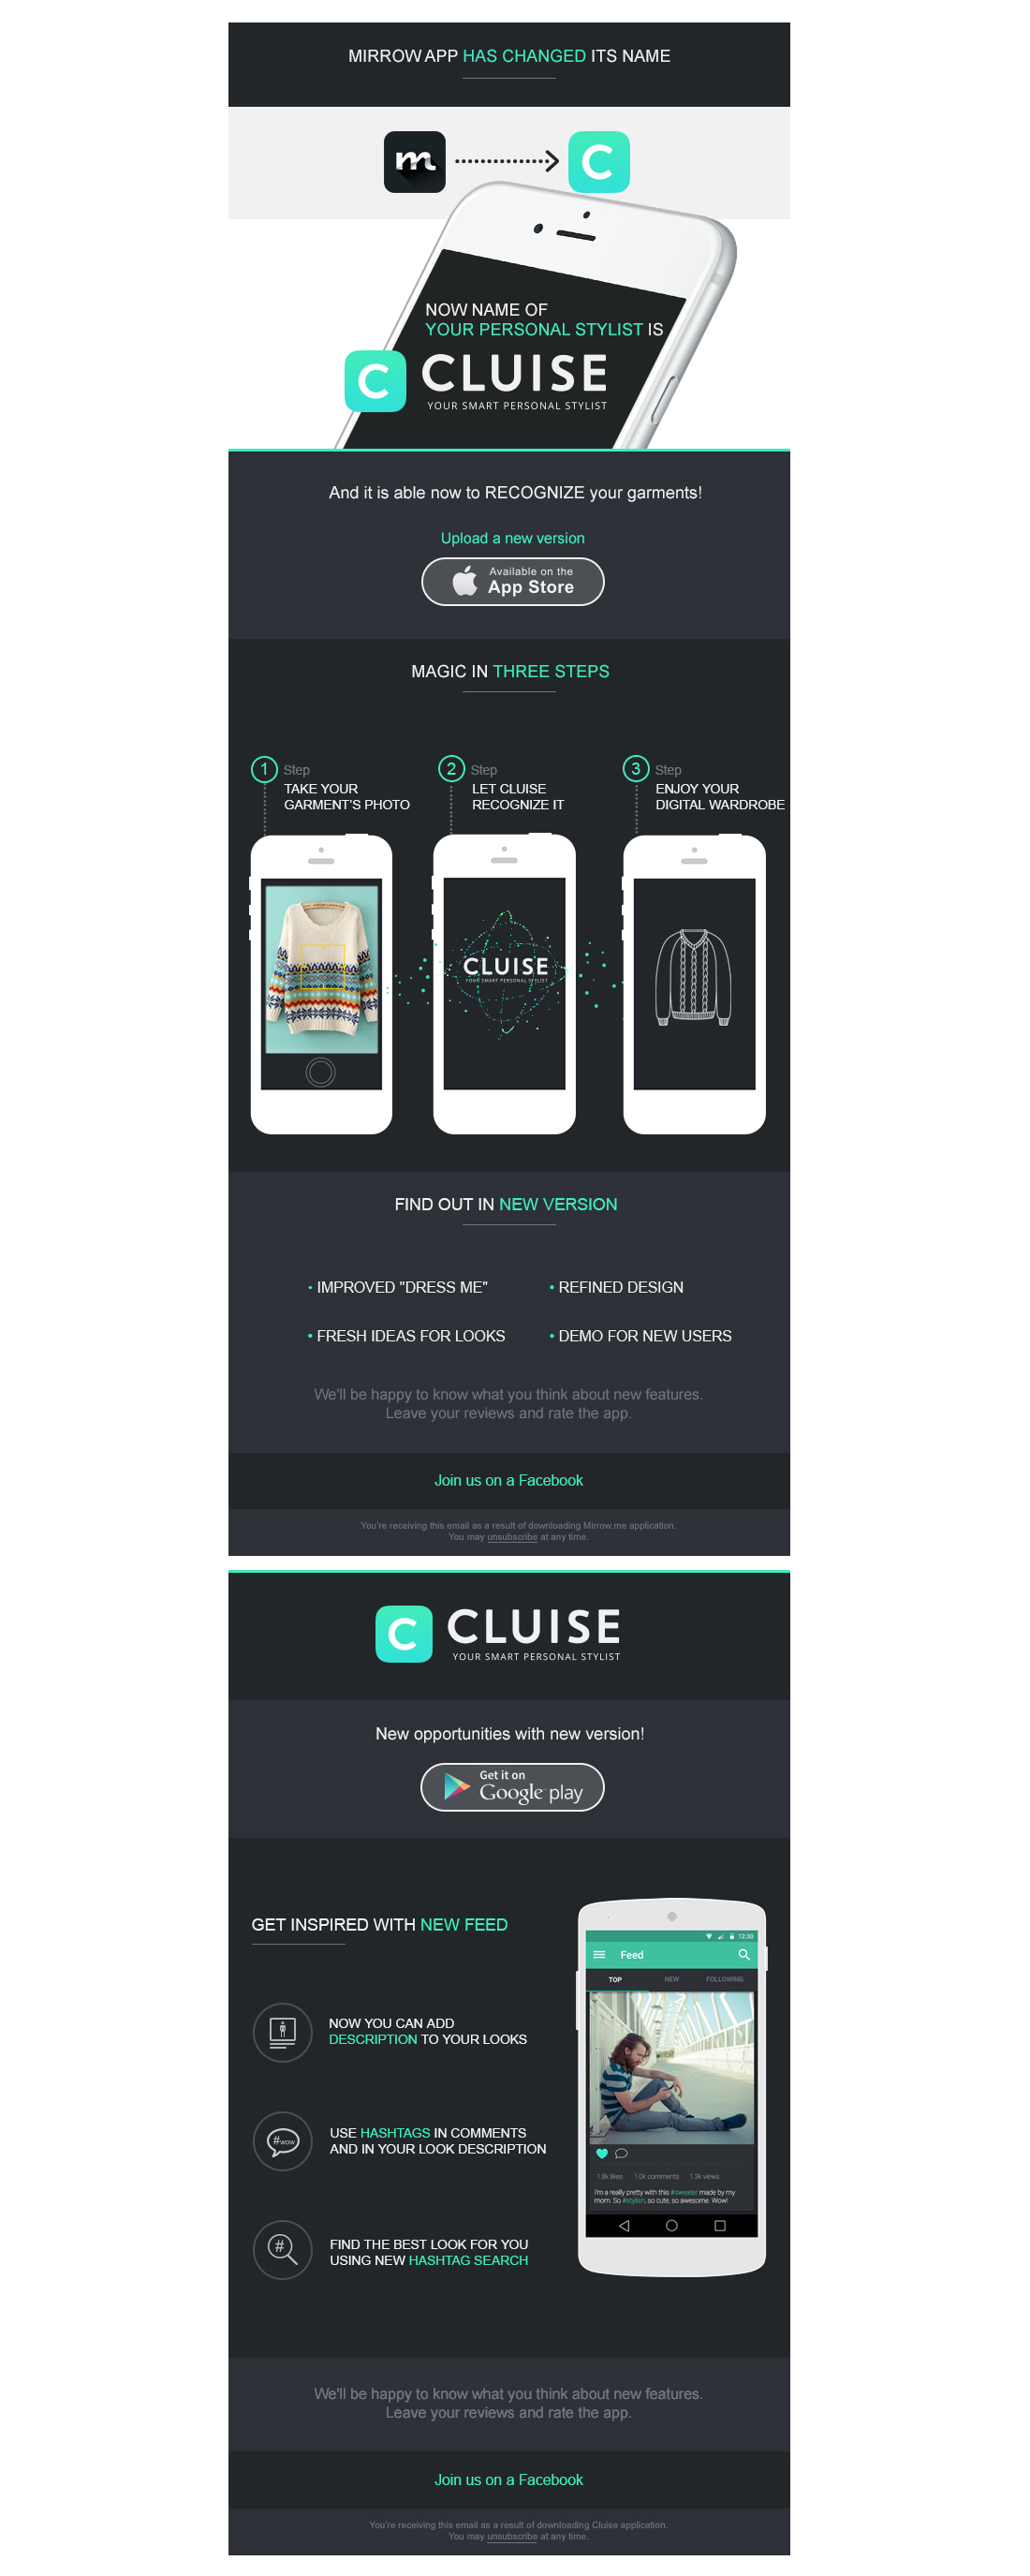 MIRROW APP HAS CHANGED ITS NAME
m
C
NOW NAME OF
YOUR PERSONAL STYLIST IS
C CLUISE
YOUR SMART PERSONAL STYLIST
And it is able now to RECOGNIZE your garments!
Upload a new version
Available on the
App Store
MAGIC IN THREE STEPS
1 Step
TAKE YOUR
GARMENT'S PHOTO
2 Step
LET CLUISE
RECOGNIZE IT
3 Step
ENJOY YOUR
DIGITAL WARDROBE
CLUISE
YOUR SMART PERSONAL STYLIST
FIND OUT IN NEW VERSION
• IMPROVED "DRESS ME"
• REFINED DESIGN
• FRESH IDEAS FOR LOOKS
• DEMO FOR NEW USERS
We'll be happy to know what you think about new features.
Leave your reviews and rate the app.
Join us on a Facebook
You're receiving this email as a result of downloading Mirrow.me application.
You may unsubscribe at any time.
C CLUISE
YOUR SMART PERSONAL STYLIST
New opportunities with new version!
Get it on
Google play
GET INSPIRED WITH NEW FEED
NOW YOU CAN ADD
DESCRIPTION TO YOUR LOOKS
#wow
USE HASHTAGS IN COMMENTS
AND IN YOUR LOOK DESCRIPTION
#
FIND THE BEST LOOK FOR YOU
USING NEW HASHTAG SEARCH
12:30
Feed
TOP NEW FOLLOWING
1.8k likes 1.0k comments 1.3k views
I'm a really pretty with this #sweater made by my
mom. So #stylish, so cute, so awesome. Wow!
We'll be happy to know what you think about new features.
Leave your reviews and rate the app.
Join us on a Facebook
You're receiving this email as a result of downloading Cluise application.
You may unsubscribe at any time.